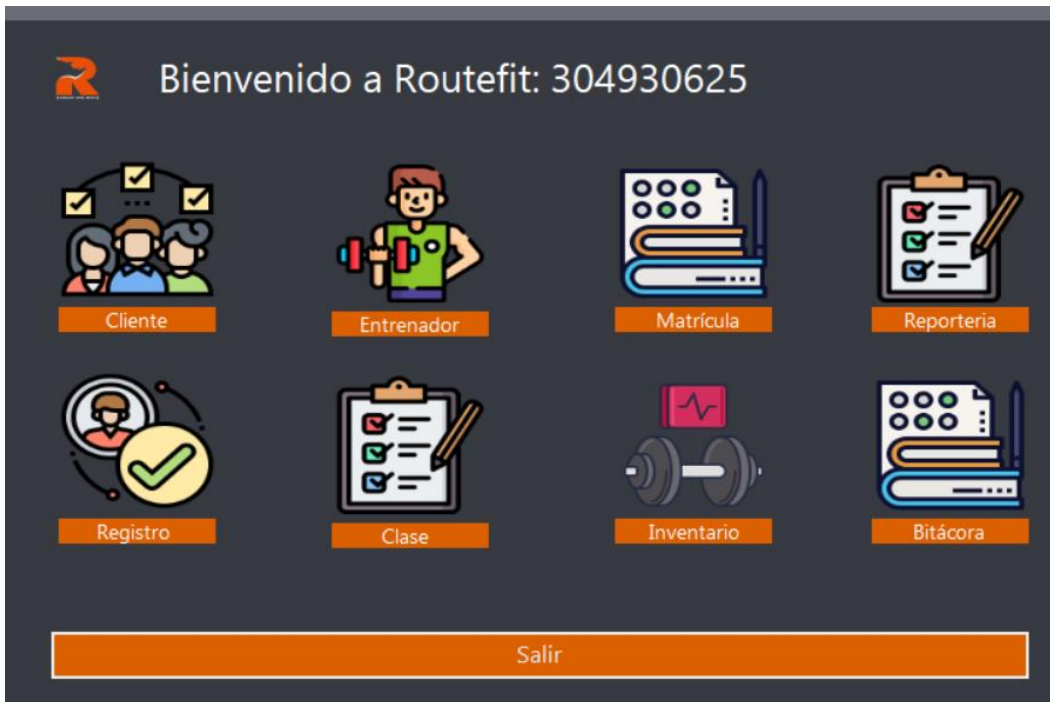 Bienvenido a Routefit: 304930625
Cliente
Entrenador
Matrícula
Reporteria
Registro
Clase
Inventario
Bitácora
Salir